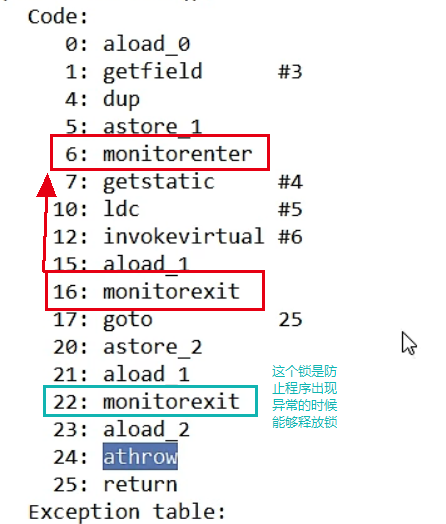 Code:
0: aload_0
1: getfield #3
4: dup
5: astore_1
6: monitorenter
7: getstatic #4
10: ldc #5
12: invokevirtual #6
15: aload_1
16: monitorexit
17: goto 25
20: astore_2
21: aload_1
22: monitorexit
23: aload_2
24: athrow
25: return
Exception table:
这个锁是防
止程序出现
异常的时候
能够释放锁